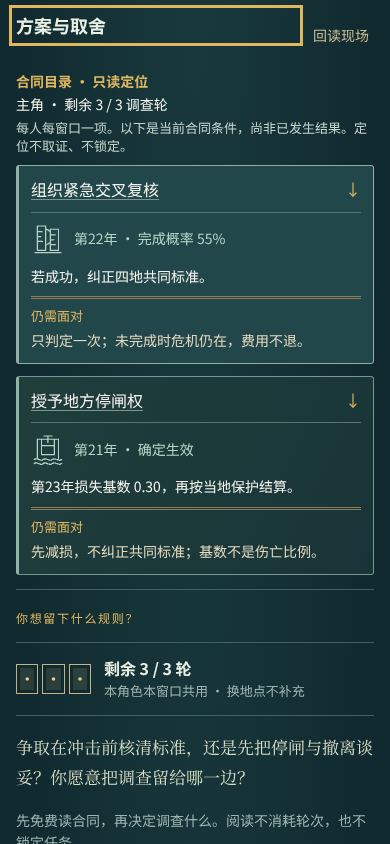 方案与取舍
回读现场
合同目录 · 只读定位
主角 · 剩余 3 / 3 调查轮
每人每窗口一项。以下是当前合同条件，尚非已发生结果。定
位不取证、不锁定。
组织紧急交叉复核 ↓
第22年 · 完成概率 55%
若成功，纠正四地共同标准。
仍需面对
只判定一次；未完成时危机仍在，费用不退。
授予地方停闸权 ↓
第21年 · 确定生效
第23年损失基数 0.30，再按当地保护结算。
仍需面对
先减损，不纠正共同标准；基数不是伤亡比例。
你想留下什么规则？
剩余 3 / 3 轮
本角色本窗口共用 · 换地点不补充
争取在冲击前核清标准，还是先把停闸与撤离谈
妥？你愿意把调查留给哪一边？
先免费读合同，再决定调查什么。阅读不消耗轮次，也不
锁定任务